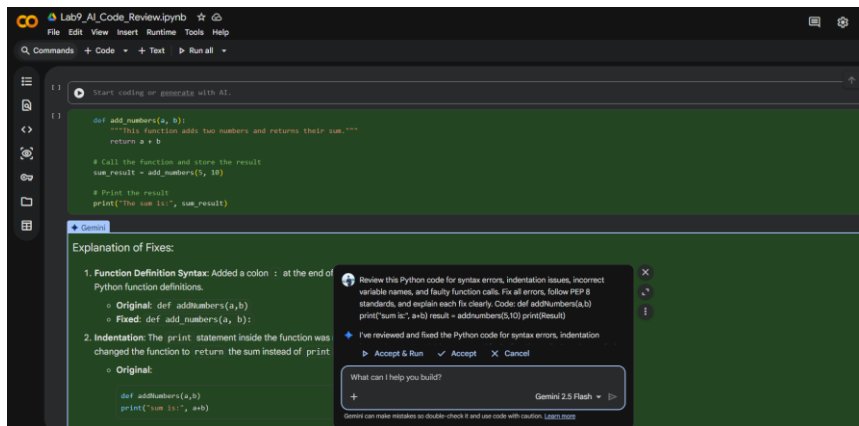 Lab9_AI_Code_Review.ipynb
File Edit View Insert Runtime Tools Help
Commands + Code + Text Run all
[ ] Start coding or generate with AI.
[ ] def add_numbers(a, b):
"""This function adds two numbers and returns their sum."""
return a + b
# Call the function and store the result
sum_result = add_numbers(5, 10)
# Print the result
print("The sum is:", sum_result)
Gemini
Explanation of Fixes:
1. Function Definition Syntax: Added a colon : at the end of
Python function definitions.
Original: def addNumbers(a,b)
Fixed: def add_numbers(a, b):
2. Indentation: The print statement inside the function was
changed the function to return the sum instead of print
Original:
def addNumbers(a,b)
print("sum is:", a+b)
Review this Python code for syntax errors, indentation issues, incorrect
variable names, and faulty function calls. Fix all errors, follow PEP 8
standards, and explain each fix clearly. Code: def addNumbers(a,b)
print("sum is:", a+b) result = addnumbers(5,10) print(Result)
I've reviewed and fixed the Python code for syntax errors, indentation
Accept & Run Accept Cancel
What can I help you build?
+ Gemini 2.5 Flash
Gemini can make mistakes so double-check it and use code with caution. Learn more